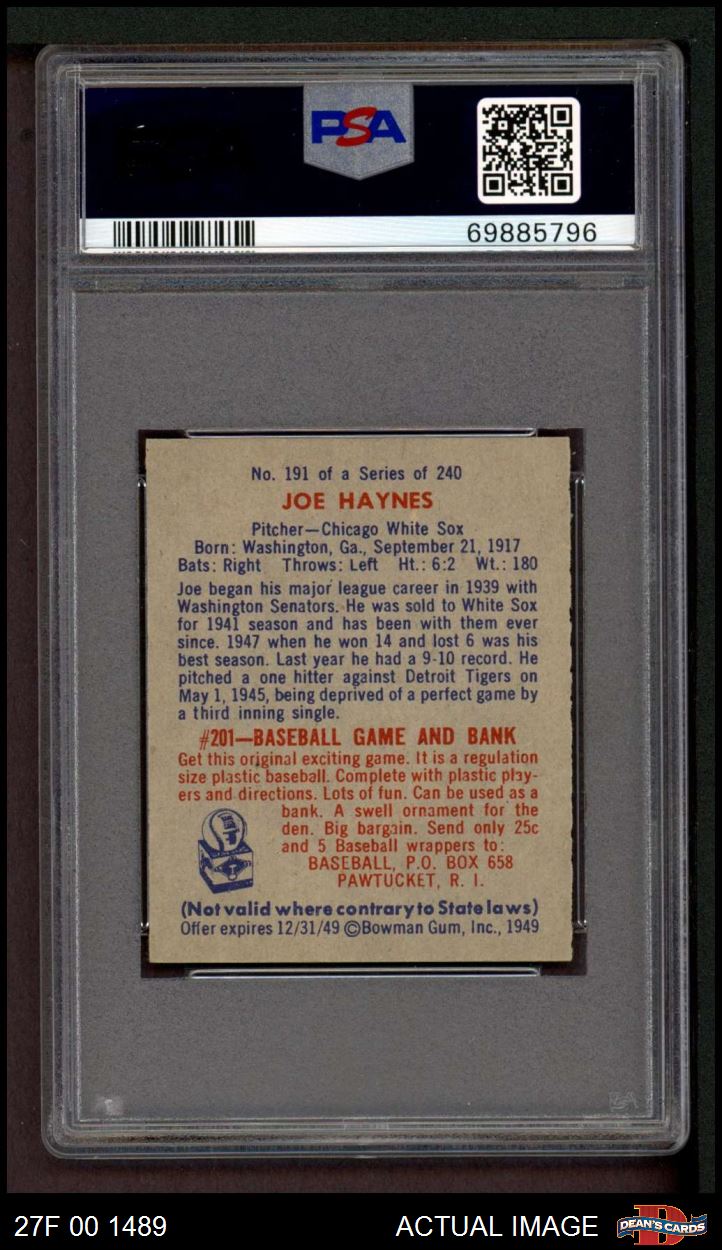 PSA
69885796
No. 191 of a Series of 240
JOE HAYNES
Pitcher—Chicago White Sox
Born: Washington, Ga., September 21, 1917
Bats: Right Throws: Left Ht.: 6:2 Wt.: 180
Joe began his major league career in 1939 with
Washington Senators. He was sold to White Sox
for 1941 season and has been with them ever
since. 1947 when he won 14 and lost 6 was his
best season. Last year he had a 9-10 record. He
pitched a one hitter against Detroit Tigers on
May 1, 1945, being deprived of a perfect game by
a third inning single.
#201—BASEBALL GAME AND BANK
Get this original exciting game. It is a regulation
size plastic baseball. Complete with plastic play-
ers and directions. Lots of fun. Can be used as a
bank. A swell ornament for the
den. Big bargain. Send only 25c
and 5 Baseball wrappers to:
BASEBALL, P.O. BOX 658
PAWTUCKET, R. I.
(Not valid where contrary to State laws)
Offer expires 12/31/49 ©Bowman Gum, Inc., 1949
PSA
27F 00 1489
ACTUAL IMAGE
DEAN'S CARDS